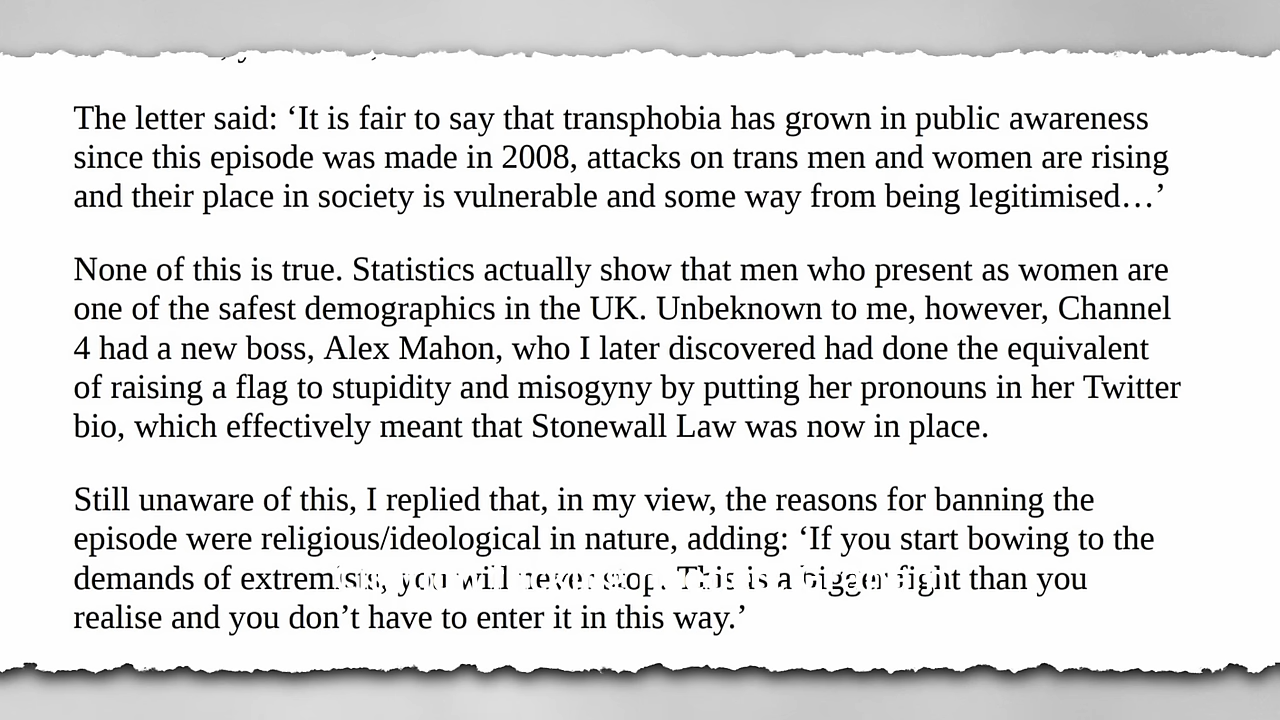 The letter said: ‘It is fair to say that transphobia has grown in public awareness
since this episode was made in 2008, attacks on trans men and women are rising
and their place in society is vulnerable and some way from being legitimised…’
None of this is true. Statistics actually show that men who present as women are
one of the safest demographics in the UK. Unbeknown to me, however, Channel
4 had a new boss, Alex Mahon, who I later discovered had done the equivalent
of raising a flag to stupidity and misogyny by putting her pronouns in her Twitter
bio, which effectively meant that Stonewall Law was now in place.
Still unaware of this, I replied that, in my view, the reasons for banning the
episode were religious/ideological in nature, adding: ‘If you start bowing to the
demands of extremists, you will never stop. This is a bigger fight than you
realise and you don’t have to enter it in this way.’